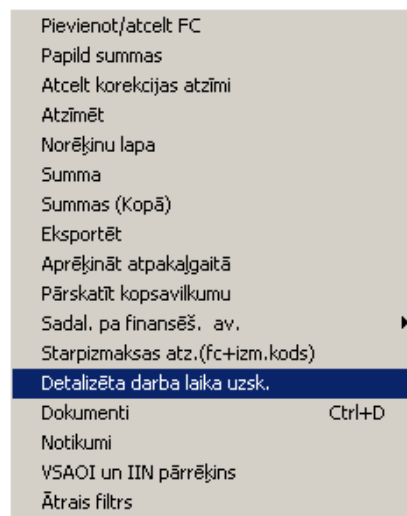 Pievienot/atcelt FC
Papild summas
Atcelt korekcijas atzīmi
Atzīmēt
Norēķinu lapa
Summa
Summas (Kopā)
Eksportēt
Aprēķināt atpakaļgaitā
Pārskatīt kopsavilkumu
Sadal. pa finansēš. av.
Starpizmaksas atz.(fc+izm.kods)
Detalizēta darba laika uzsk.
Dokumenti Ctrl+D
Notikumi
VSAOI un IIN pārrēķins
Ātrais filtrs